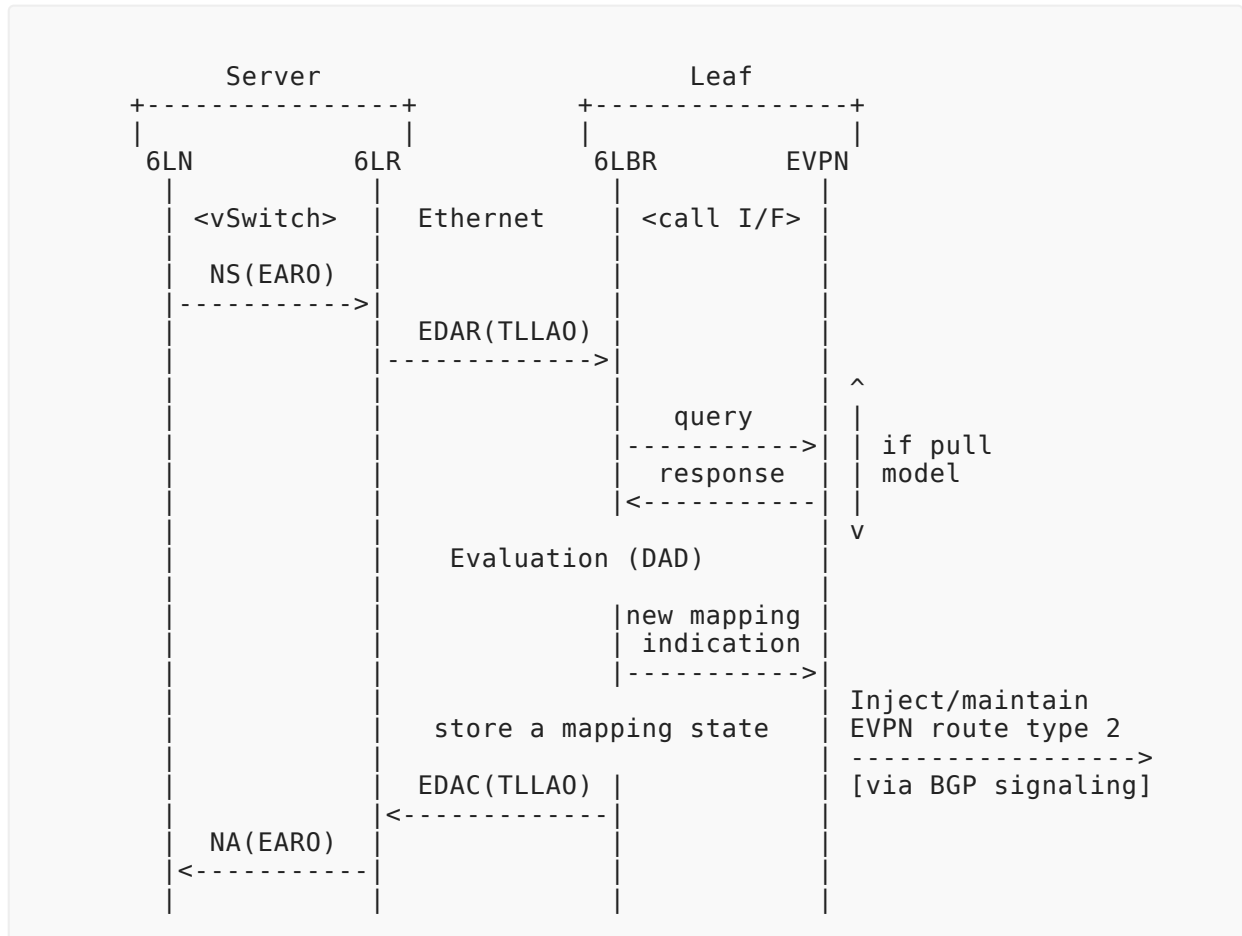 Server Leaf
+----------------+ +----------------+
| | | |
6LN 6LR 6LBR EVPN
| | | |
| <vSwitch> | Ethernet | <call I/F> |
| | | |
| NS(EARO) | | |
|----------->| | |
| | EDAR(TLLAO) | |
| |------------->| |
| | | | ^
| | | query | |
| | |----------->| | if pull
| | | response | | model
| | |<-----------| |
| | | v
| | Evaluation (DAD) |
| | |
| | |new mapping |
| | | indication |
| | |----------->|
| | | Inject/maintain
| | store a mapping state | EVPN route type 2
| | | ------------------>
| | EDAC(TLLAO) | | [via BGP signaling]
| |<-------------| |
| NA(EARO) | | |
|<-----------| | |
| | | |